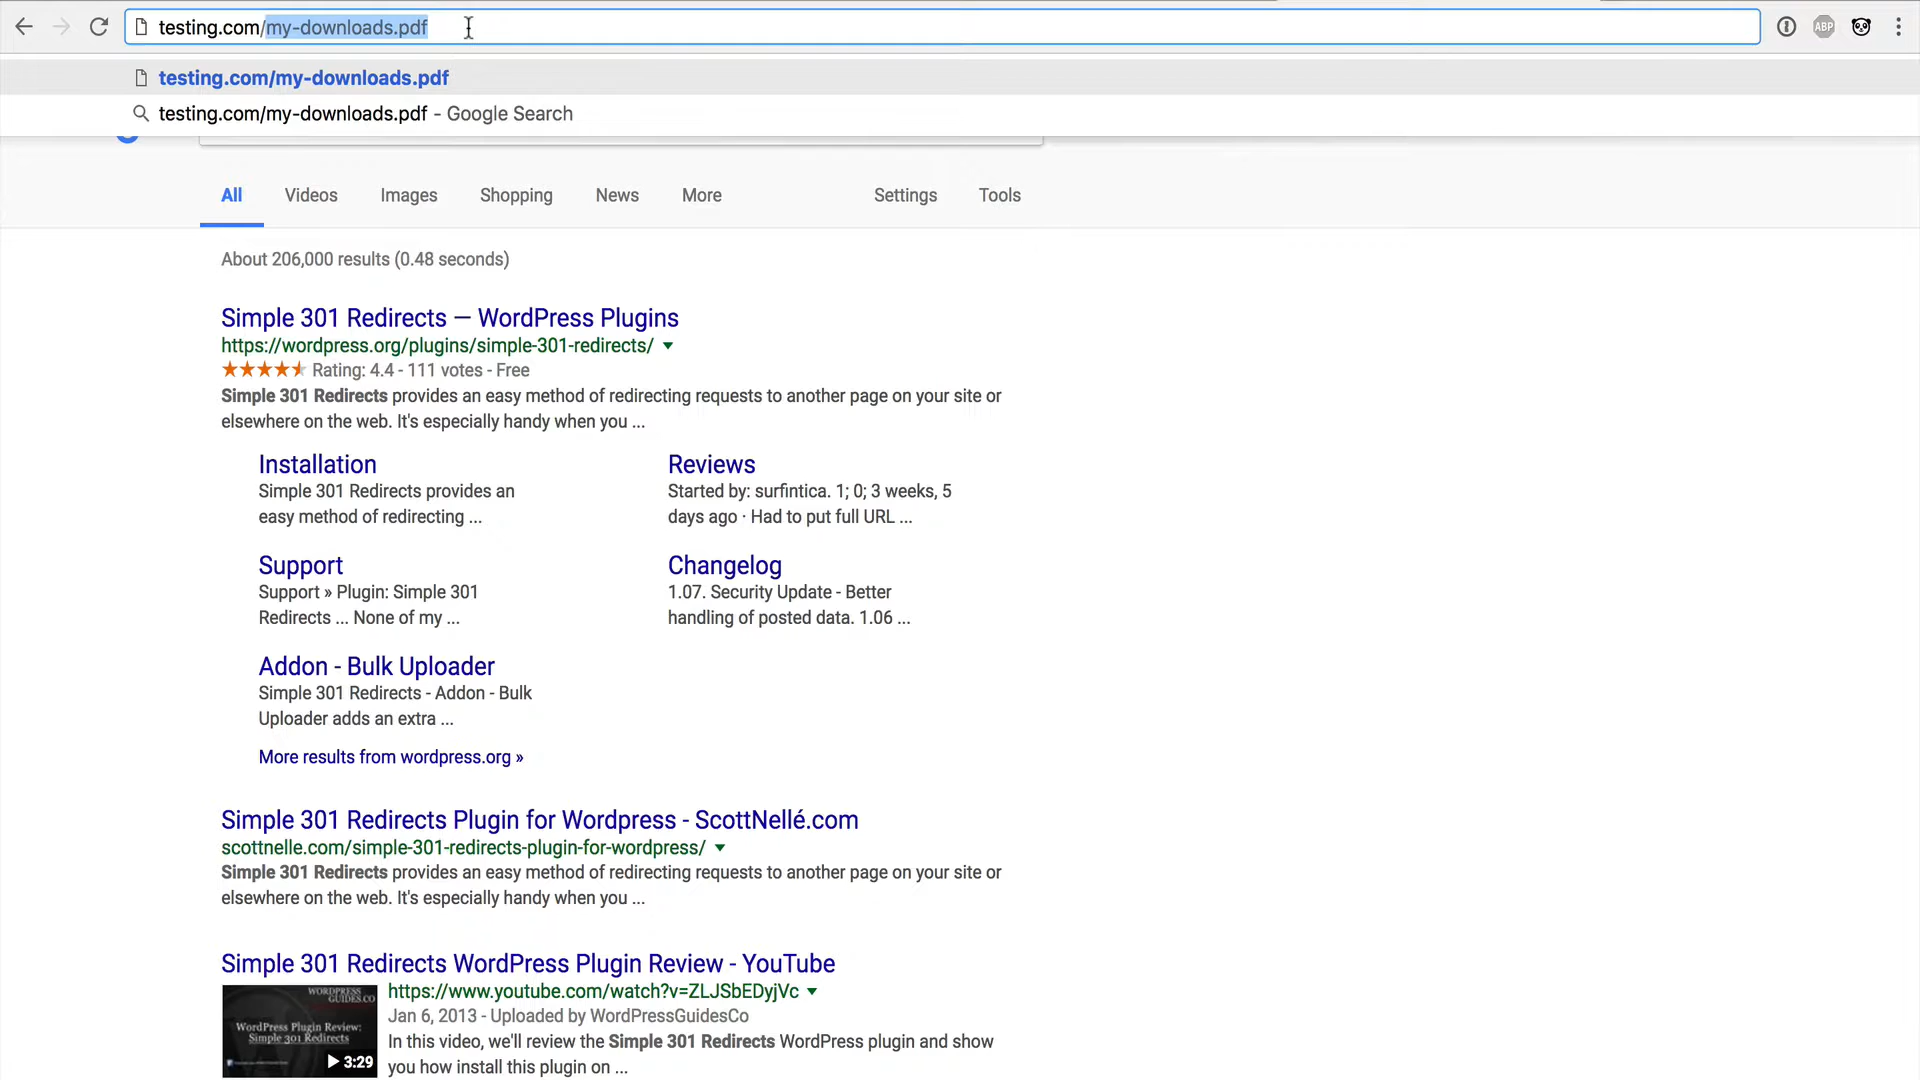 testing.com/my-downloads.pdf
ABP
testing.com/my-downloads.pdf
testing.com/my-downloads.pdf - Google Search
All Videos Images Shopping News More Settings Tools
About 206,000 results (0.48 seconds)
Simple 301 Redirects — WordPress Plugins
https://wordpress.org/plugins/simple-301-redirects/
Rating: 4.4 - 111 votes - Free
Simple 301 Redirects provides an easy method of redirecting requests to another page on your site or
elsewhere on the web. It's especially handy when you ...
Installation
Simple 301 Redirects provides an
easy method of redirecting ...
Reviews
Started by: surfintica. 1; 0; 3 weeks, 5
days ago · Had to put full URL ...
Support
Support » Plugin: Simple 301
Redirects ... None of my ...
Changelog
1.07. Security Update - Better
handling of posted data. 1.06 ...
Addon - Bulk Uploader
Simple 301 Redirects - Addon - Bulk
Uploader adds an extra ...
More results from wordpress.org »
Simple 301 Redirects Plugin for Wordpress - ScottNellé.com
scottnelle.com/simple-301-redirects-plugin-for-wordpress/
Simple 301 Redirects provides an easy method of redirecting requests to another page on your site or
elsewhere on the web. It's especially handy when you ...
Simple 301 Redirects WordPress Plugin Review - YouTube
WORDPRESS
GUIDES.CO
WordPress Plugin Review:
Simple 301 Redirects
3:29
https://www.youtube.com/watch?v=ZLJSbEDyjVc
Jan 6, 2013 - Uploaded by WordPressGuidesCo
In this video, we'll review the Simple 301 Redirects WordPress plugin and show
you how install this plugin on ...